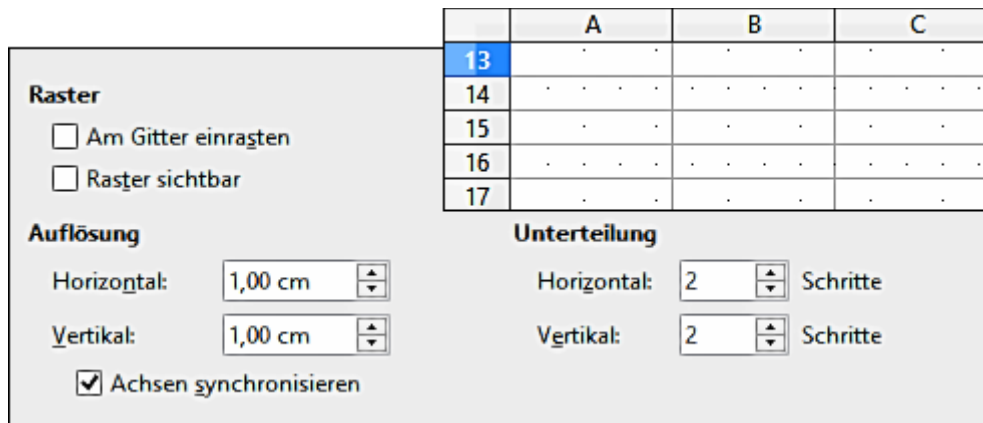 A B C
13
14
15
16
17
Raster
Am Gitter einrasten
Raster sichtbar
Auflösung
Horizontal: 1,00 cm
Vertikal: 1,00 cm
Achsen synchronisieren
Unterteilung
Horizontal: 2 Schritte
Vertikal: 2 Schritte